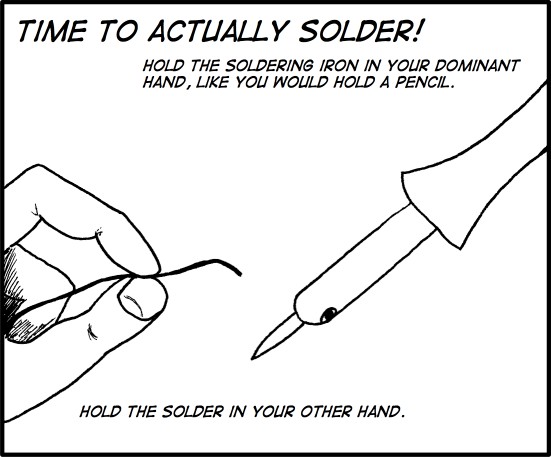 TIME TO ACTUALLY SOLDER!
HOLD THE SOLDERING IRON IN YOUR DOMINANT
HAND, LIKE YOU WOULD HOLD A PENCIL.
HOLD THE SOLDER IN YOUR OTHER HAND.